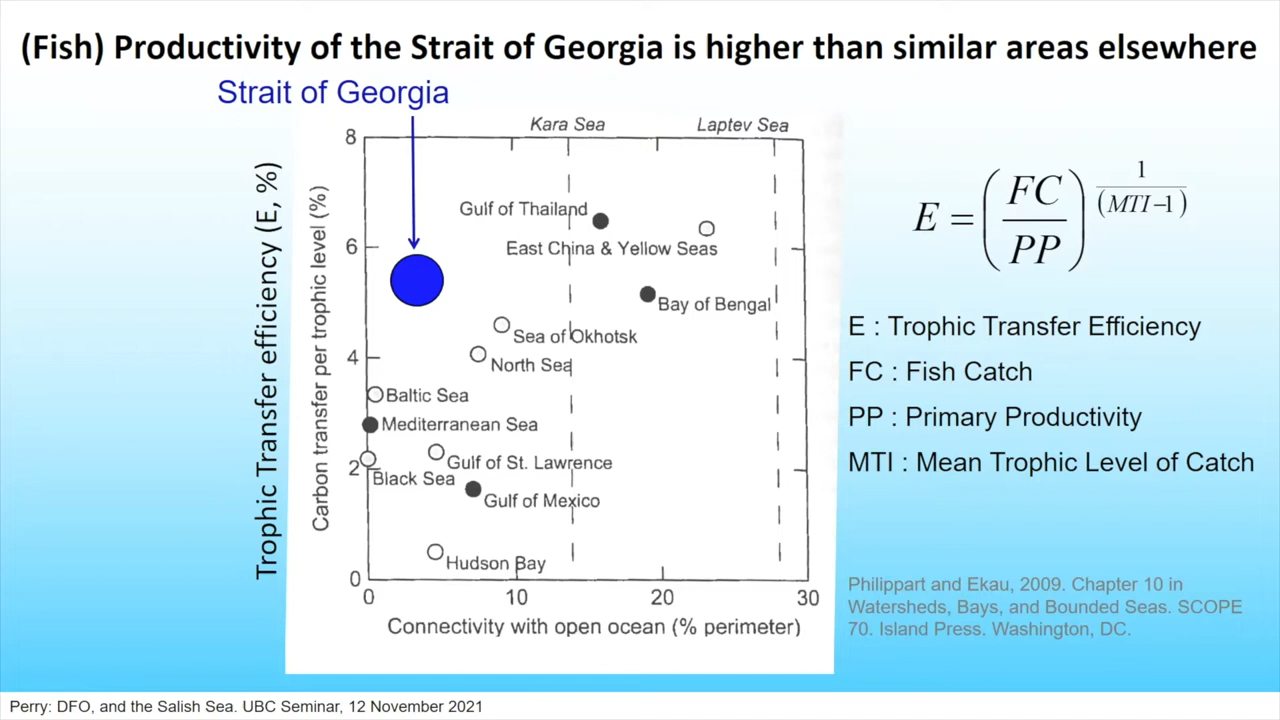 (Fish) Productivity of the Strait of Georgia is higher than similar areas elsewhere
Strait of Georgia
Kara Sea
Laptev Sea
Trophic Transfer efficiency (E, %)
Carbon transfer per trophic level (%)
8
6
4
2
0
Gulf of Thailand
East China & Yellow Seas
Bay of Bengal
Sea of Okhotsk
North Sea
Baltic Sea
Mediterranean Sea
Gulf of St. Lawrence
Black Sea
Gulf of Mexico
Hudson Bay
0 10 20 30
Connectivity with open ocean (% perimeter)
E = (FC/PP)^(1/(MTI−1))
E : Trophic Transfer Efficiency
FC : Fish Catch
PP : Primary Productivity
MTI : Mean Trophic Level of Catch
Philippart and Ekau, 2009. Chapter 10 in
Watersheds, Bays, and Bounded Seas. SCOPE
70. Island Press. Washington, DC.
Perry: DFO, and the Salish Sea. UBC Seminar, 12 November 2021